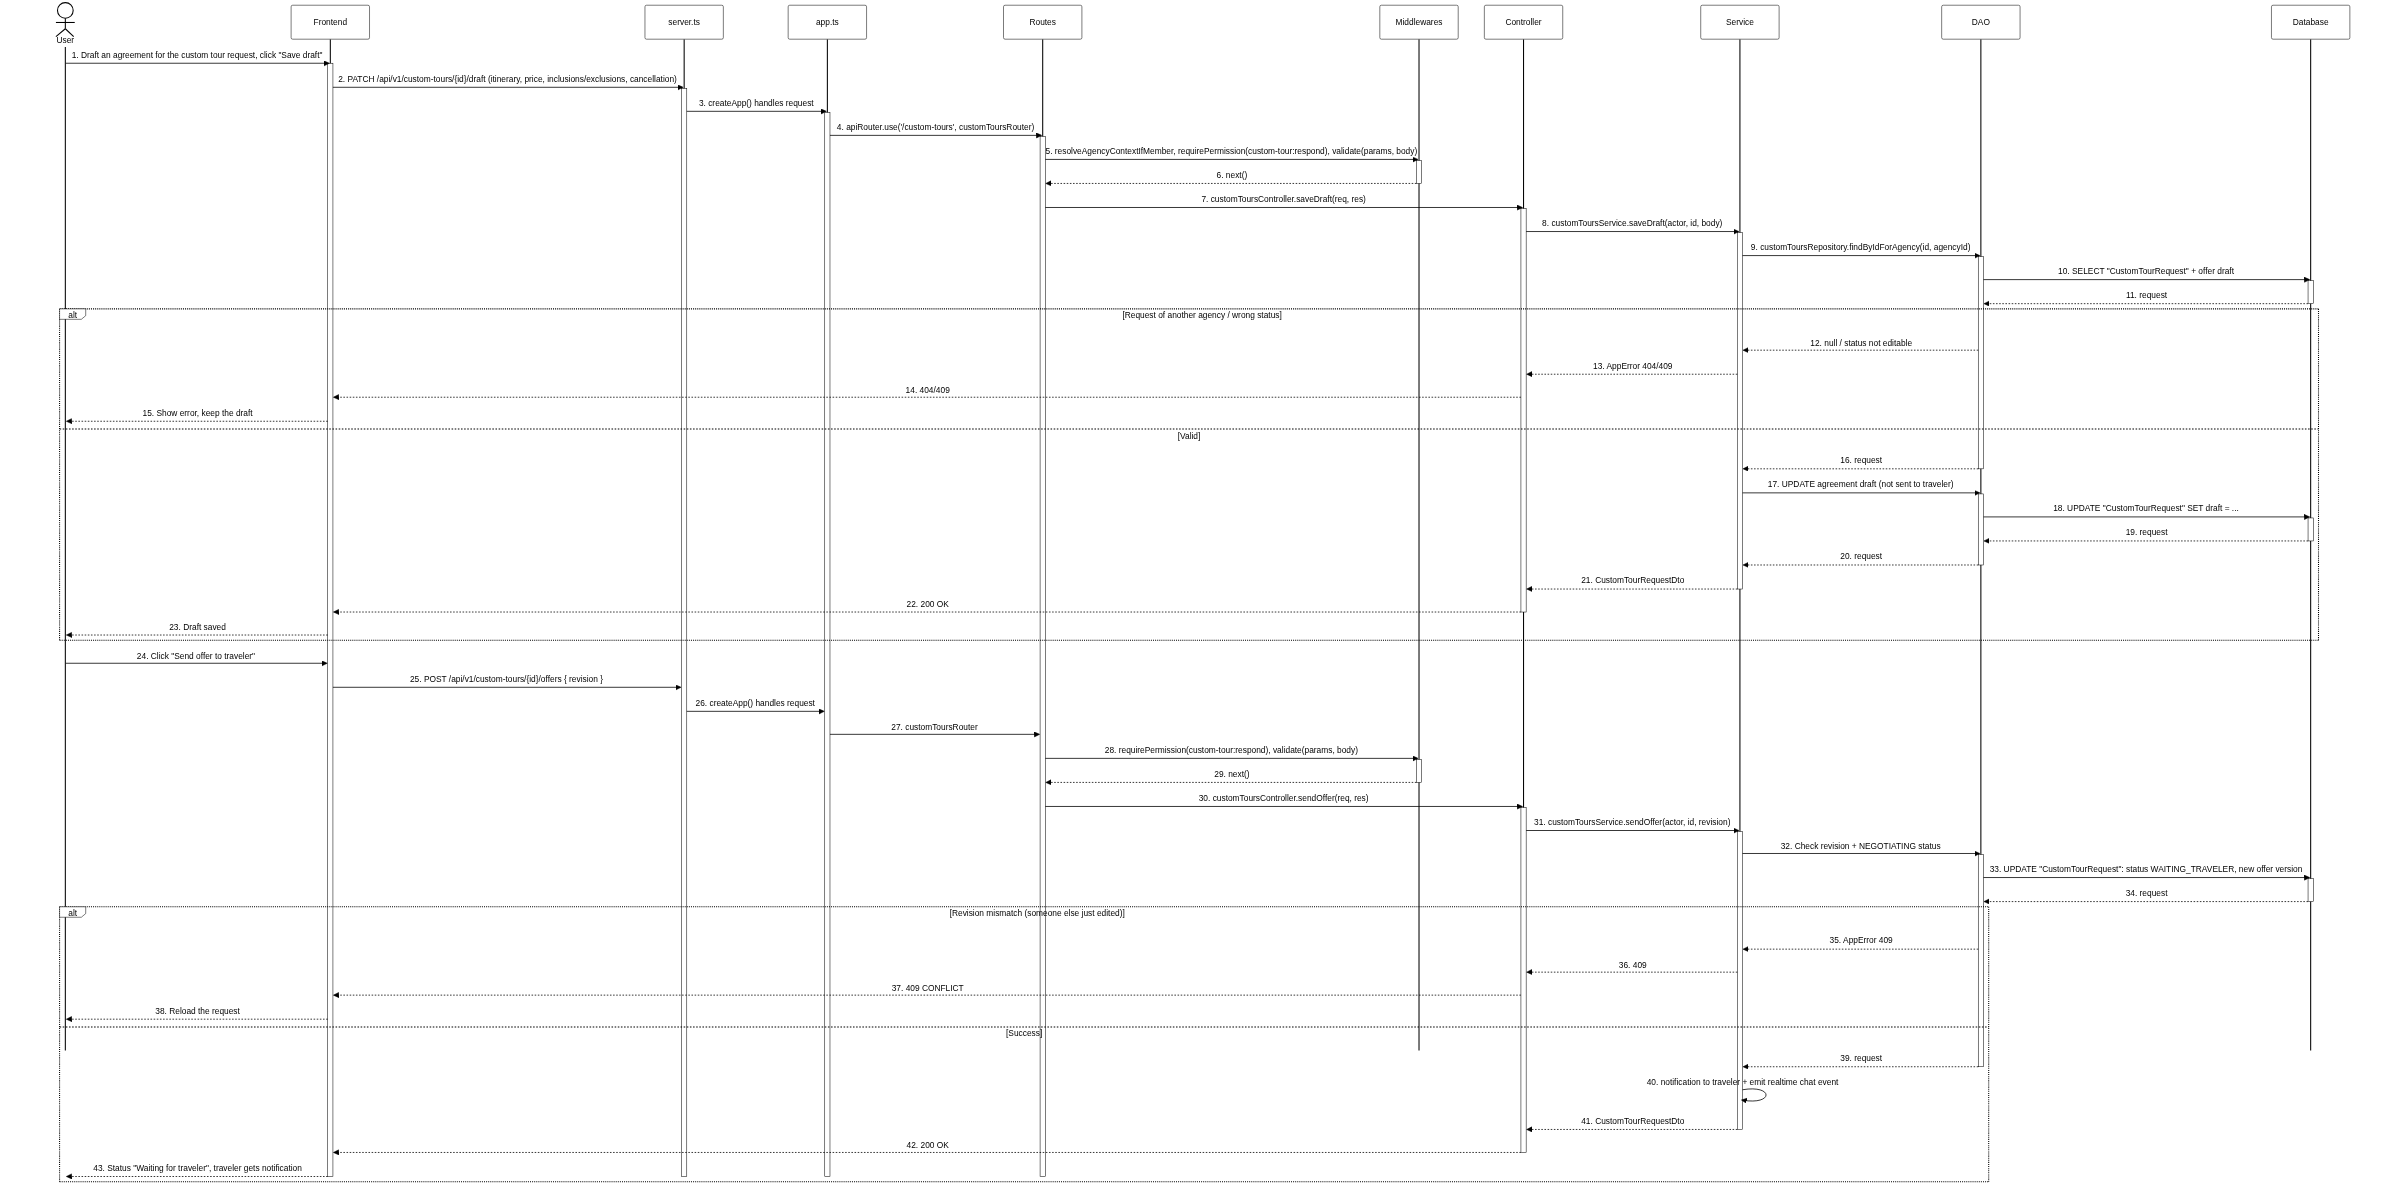 User
Frontend
server.ts
app.ts
Routes
Middlewares
Controller
Service
DAO
Database
1. Draft an agreement for the custom tour request, click "Save draft"
2. PATCH /api/v1/custom-tours/{id}/draft (itinerary, price, inclusions/exclusions, cancellation)
3. createApp() handles request
4. apiRouter.use('/custom-tours', customToursRouter)
5. resolveAgencyContextIfMember, requirePermission(custom-tour:respond), validate(params, body)
6. next()
7. customToursController.saveDraft(req, res)
8. customToursService.saveDraft(actor, id, body)
9. customToursRepository.findByIdForAgency(id, agencyId)
10. SELECT "CustomTourRequest" + offer draft
11. request
alt
[Request of another agency / wrong status]
12. null / status not editable
13. AppError 404/409
14. 404/409
15. Show error, keep the draft
[Valid]
16. request
17. UPDATE agreement draft (not sent to traveler)
18. UPDATE "CustomTourRequest" SET draft = ...
19. request
20. request
21. CustomTourRequestDto
22. 200 OK
23. Draft saved
24. Click "Send offer to traveler"
25. POST /api/v1/custom-tours/{id}/offers { revision }
26. createApp() handles request
27. customToursRouter
28. requirePermission(custom-tour:respond), validate(params, body)
29. next()
30. customToursController.sendOffer(req, res)
31. customToursService.sendOffer(actor, id, revision)
32. Check revision + NEGOTIATING status
33. UPDATE "CustomTourRequest": status WAITING_TRAVELER, new offer version
34. request
alt
[Revision mismatch (someone else just edited)]
35. AppError 409
36. 409
37. 409 CONFLICT
38. Reload the request
[Success]
39. request
40. notification to traveler + emit realtime chat event
41. CustomTourRequestDto
42. 200 OK
43. Status "Waiting for traveler", traveler gets notification